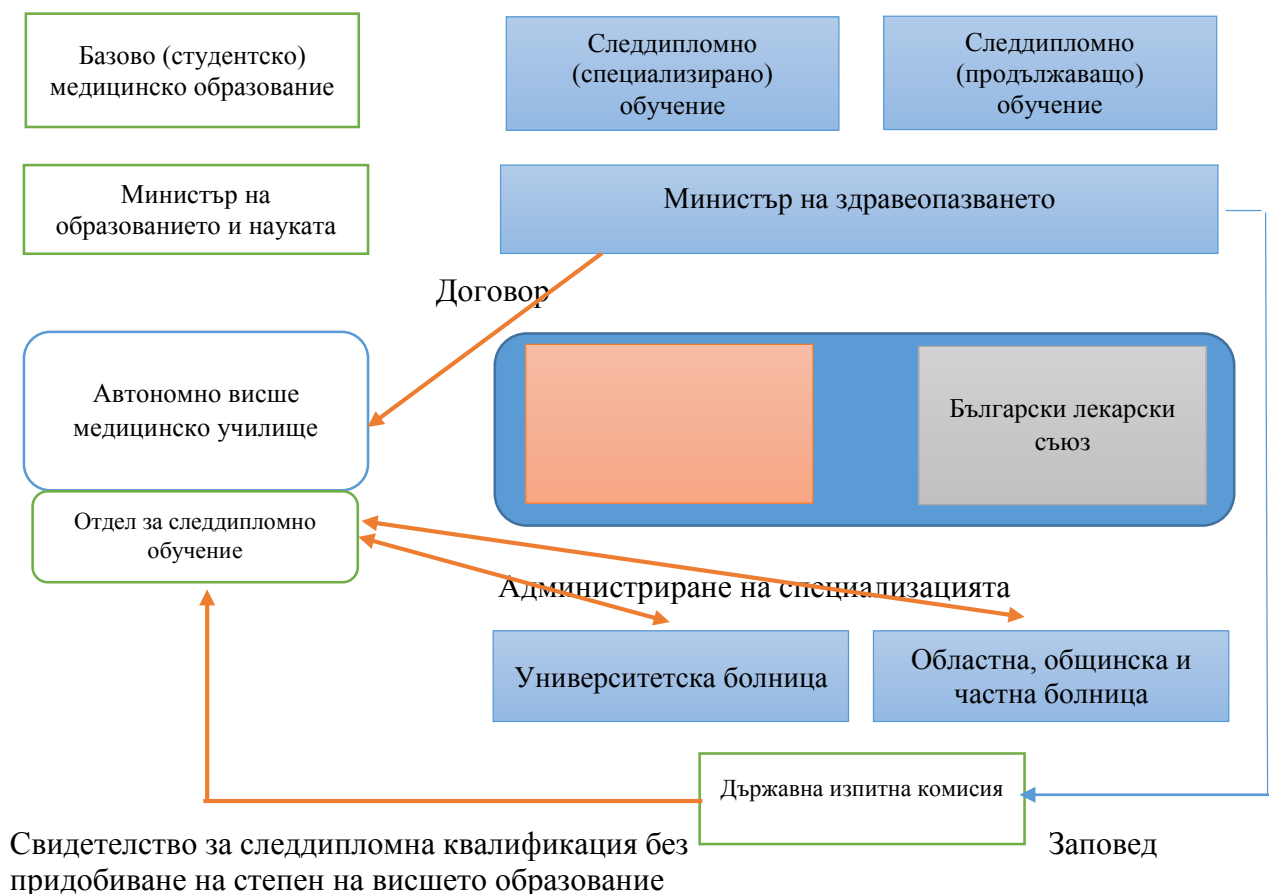 Базово (студентско)
медицинско образование
Следдипломно
(специализирано)
обучение
Следдипломно
(продължаващо)
обучение
Министър на
образованието и науката
Министър на здравеопазването
Договор
Автономно висше
медицинско училище
Български лекарски
съюз
Отдел за следдипломно
обучение
Администриране на специализацията
Университетска болница
Областна, общинска и
частна болница
Държавна изпитна комисия
Свидетелство за следдипломна квалификация без
придобиване на степен на висшето образование
Заповед